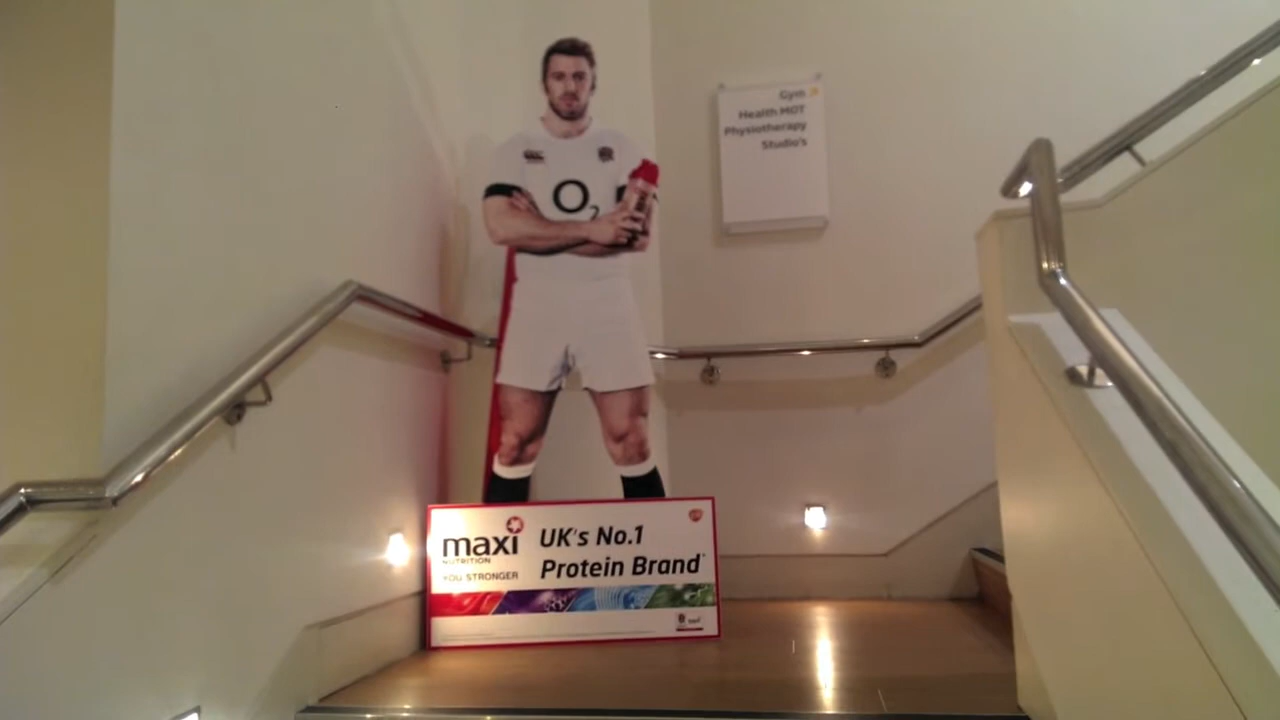 Gym
Health MOT
Physiotherapy
Studio's
O2
maxi
NUTRITION
YOU STRONGER
UK's No.1
Protein Brand*